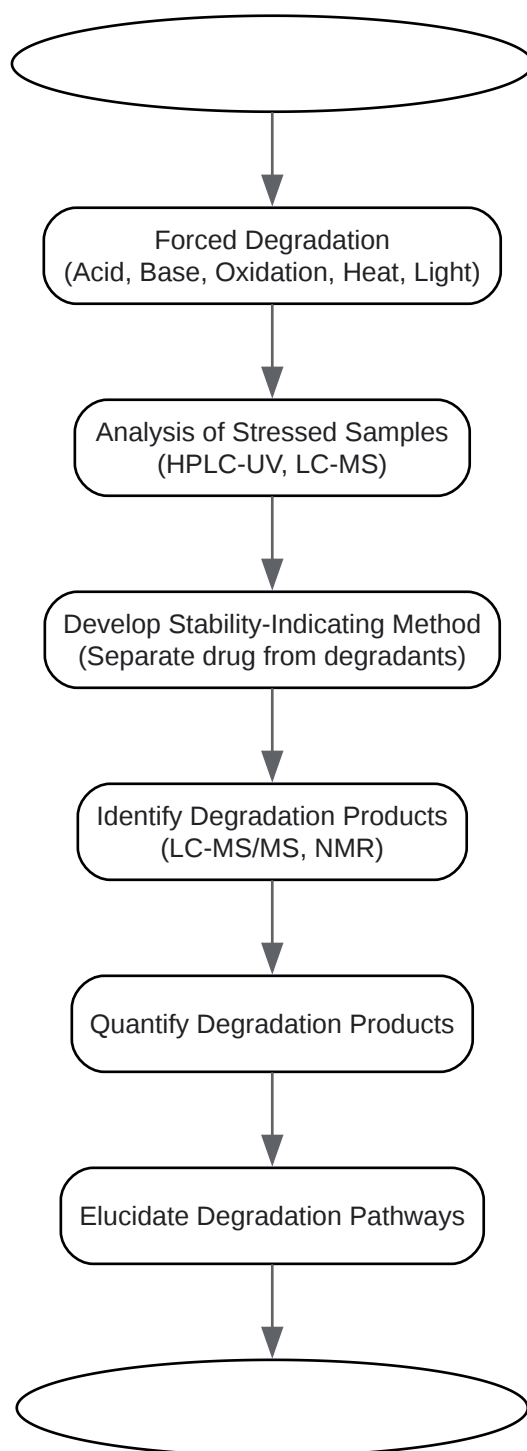 Forced Degradation
(Acid, Base, Oxidation, Heat, Light)
Analysis of Stressed Samples
(HPLC-UV, LC-MS)
Develop Stability-Indicating Method
(Separate drug from degradants)
Identify Degradation Products
(LC-MS/MS, NMR)
Quantify Degradation Products
Elucidate Degradation Pathways